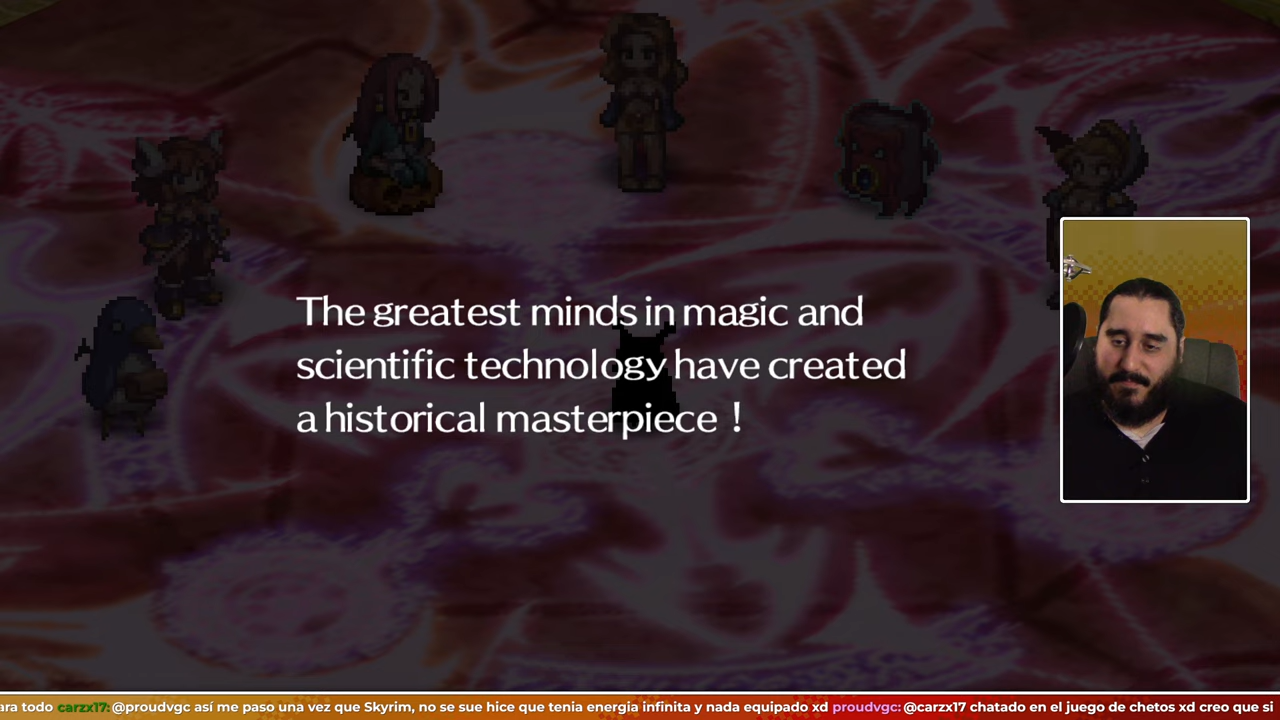 The greatest minds in magic and
scientific technology have created
a historical masterpiece !
ara todo carzx17: @proudvgc así me paso una vez que Skyrim, no se sue hice que tenia energia infinita y nada equipado xd proudvgc: @carzx17 chatado en el juego de chetos xd creo que si